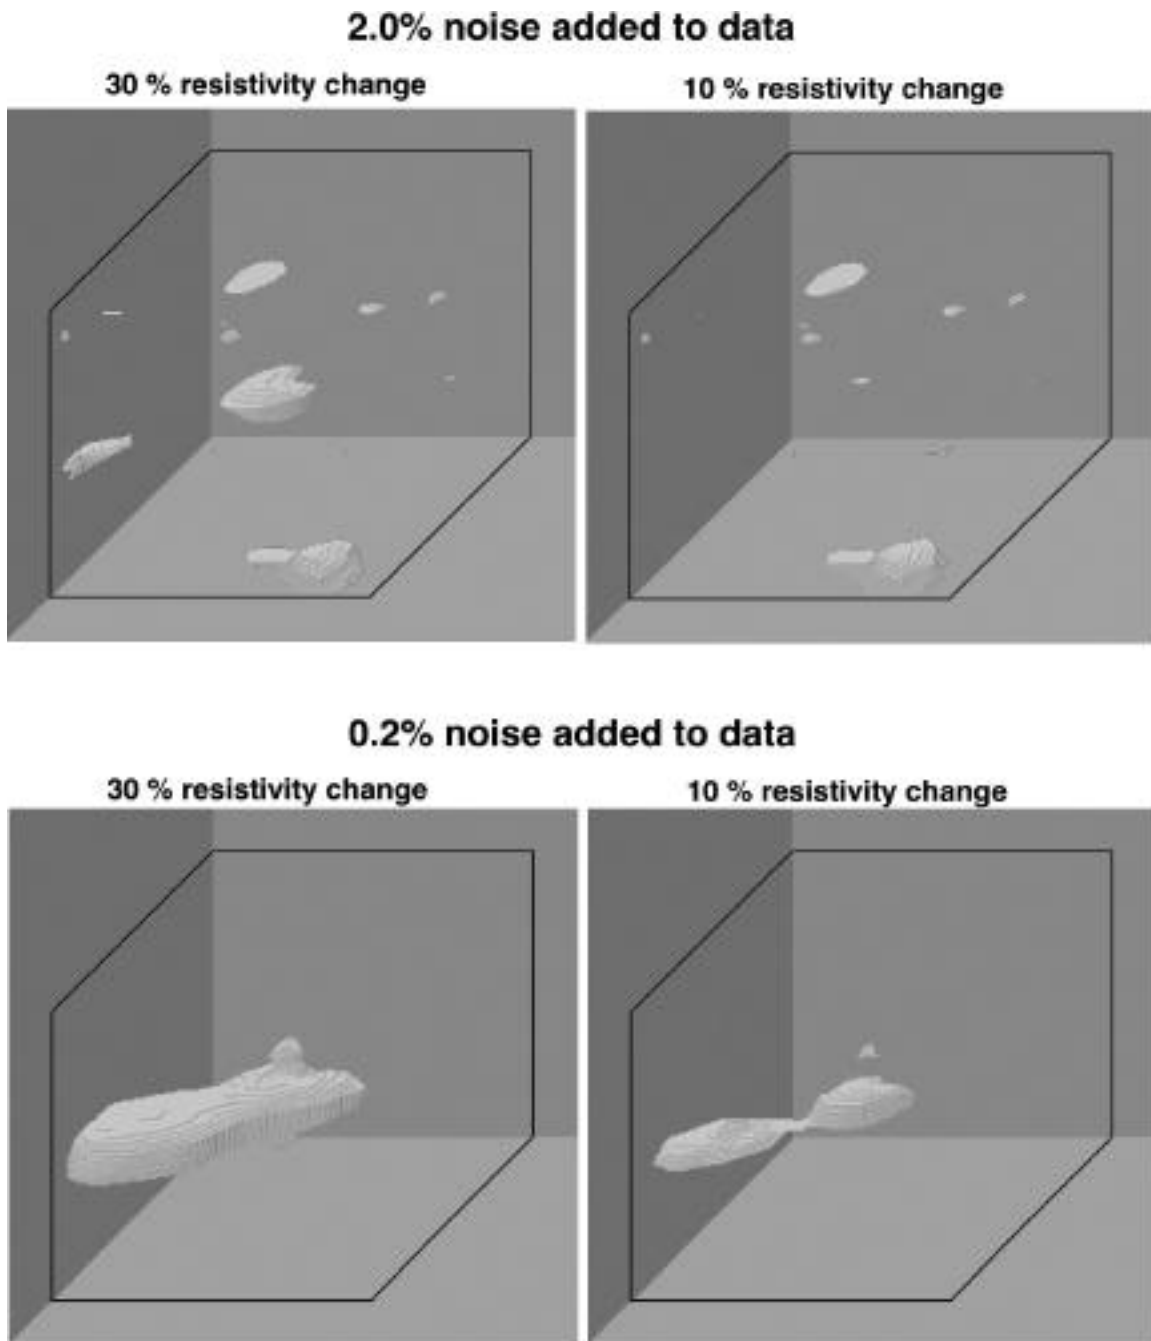 2.0% noise added to data
30 % resistivity change
10 % resistivity change
0.2% noise added to data
30 % resistivity change
10 % resistivity change